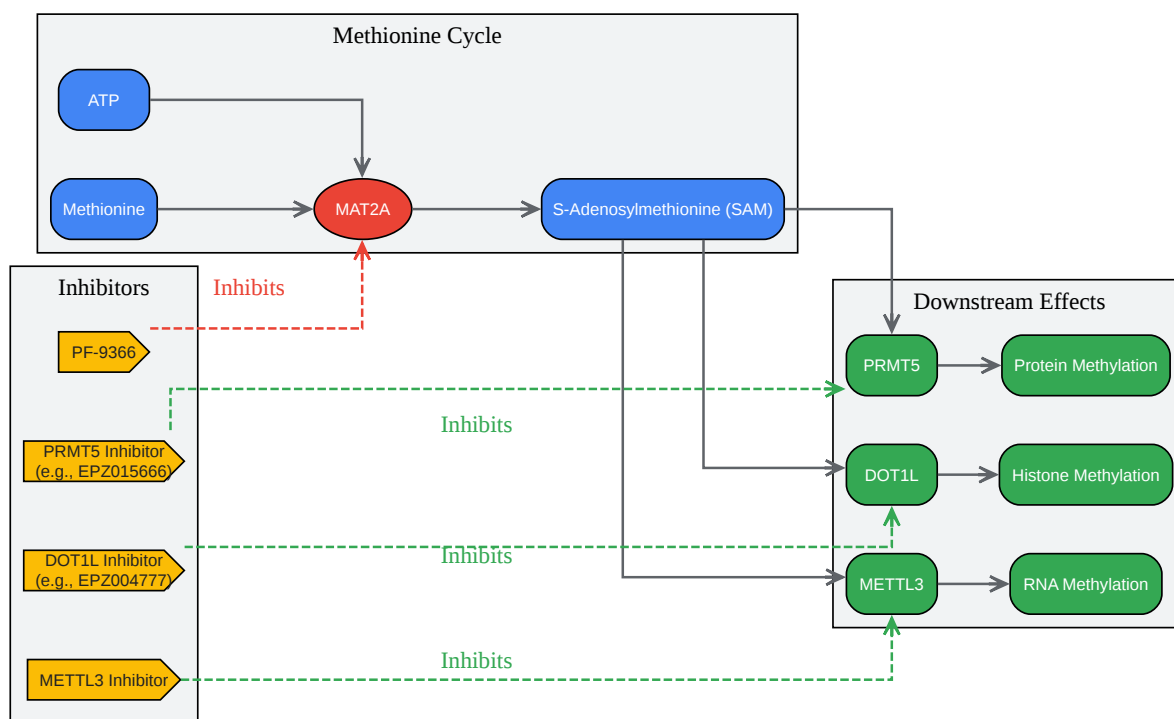 Methionine Cycle
ATP
Methionine
MAT2A
S-Adenosylmethionine (SAM)
Inhibitors
Inhibits
PF-9366
PRMT5 Inhibitor
(e.g., EPZ015666)
DOT1L Inhibitor
(e.g., EPZ004777)
METTL3 Inhibitor
Inhibits
Inhibits
Inhibits
Downstream Effects
PRMT5
Protein Methylation
DOT1L
Histone Methylation
METTL3
RNA Methylation